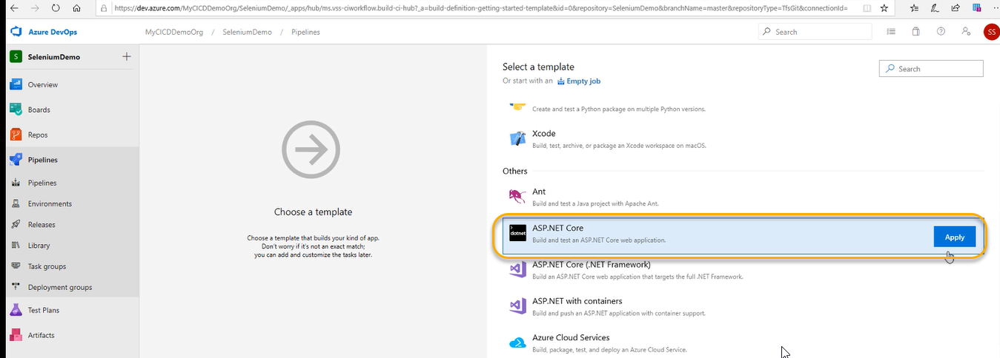 https://dev.azure.com/MyCICDDemoOrg/SeleniumDemo/_apps/hub/ms.vss-ciworkflow.build-ci-hub?_a=build-definition-getting-started-template&id=0&repository=SeleniumDemo&branchName=master&repositoryType=TfsGit&connectionId=
Azure DevOps
MyCICDDemoOrg / SeleniumDemo / Pipelines
Search
SS
S SeleniumDemo
Overview
Boards
Repos
Pipelines
Pipelines
Environments
Releases
Library
Task groups
Deployment groups
Test Plans
Artifacts
Choose a template
Choose a template that builds your kind of app.
Don't worry if it's not an exact match;
you can add and customize the tasks later.
Select a template
Or start with an Empty job
Search
Create and test a Python package on multiple Python versions.
Xcode
Build, test, archive, or package an Xcode workspace on macOS.
Others
Ant
Build and test a Java project with Apache Ant.
dotnet
ASP.NET Core
Build and test an ASP.NET Core web application.
Apply
ASP.NET Core (.NET Framework)
Build an ASP.NET Core web application that targets the full .NET Framework.
ASP.NET with containers
Build and push an ASP.NET application with container support.
Azure Cloud Services
Build, package, test, and deploy an Azure Cloud Service.